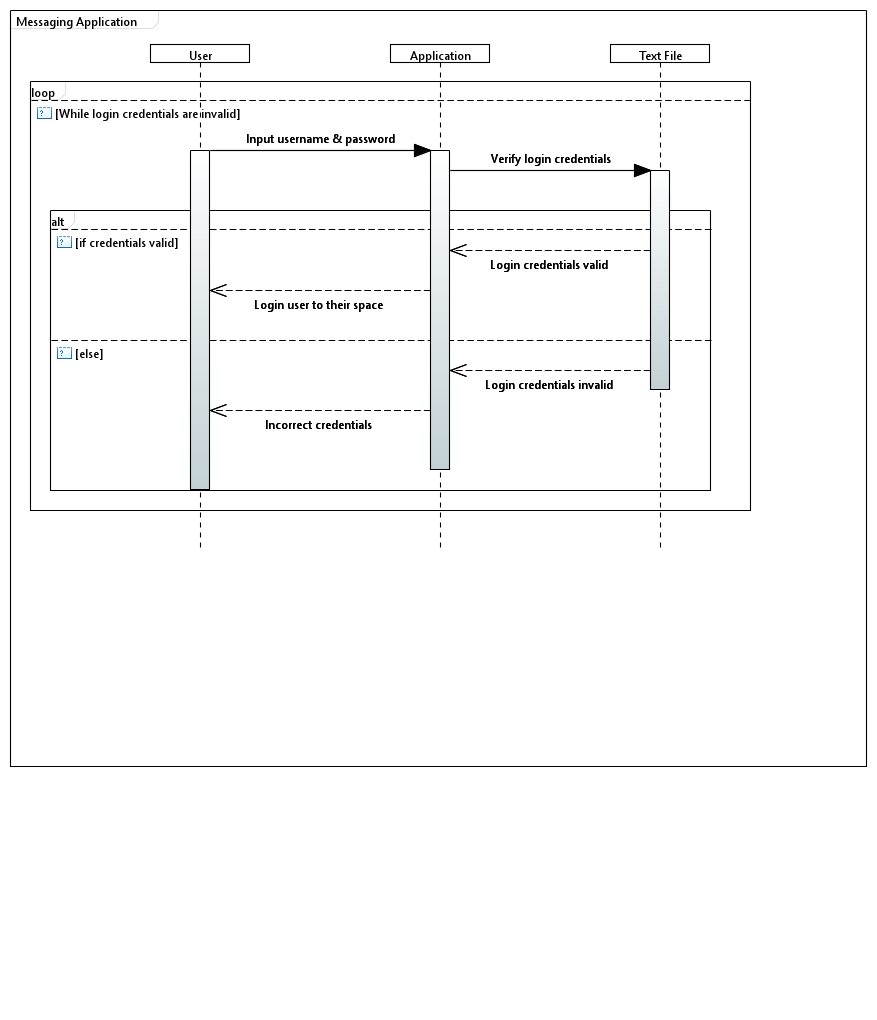 Messaging Application
User
Application
Text File
loop
? [While login credentials are invalid]
Input username & password
Verify login credentials
alt
? [if credentials valid]
Login credentials valid
Login user to their space
? [else]
Login credentials invalid
Incorrect credentials